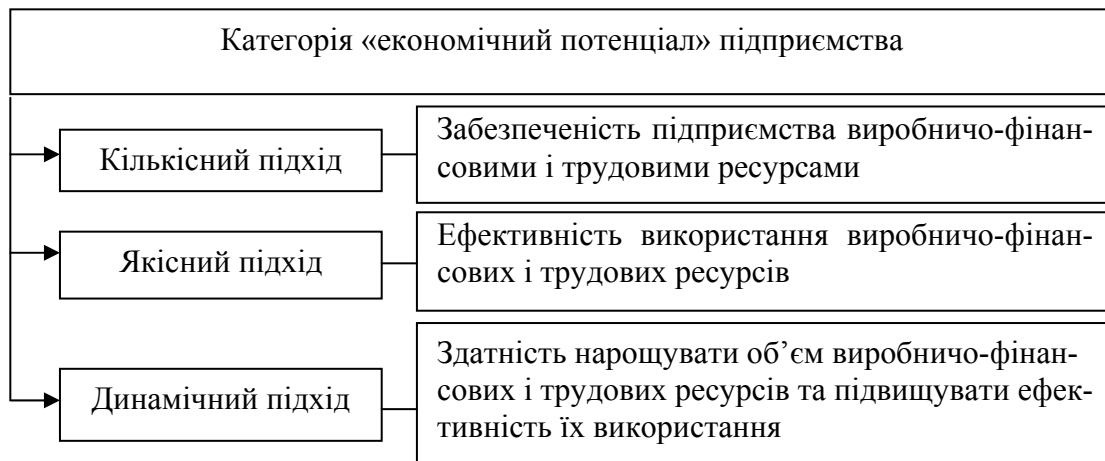 Категорія «економічний потенціал» підприємства
Кількісний підхід
Забезпеченість підприємства виробничо-фінан-
совими і трудовими ресурсами
Якісний підхід
Ефективність використання виробничо-фінан-
сових і трудових ресурсів
Динамічний підхід
Здатність нарощувати об’єм виробничо-фінан-
сових і трудових ресурсів та підвищувати ефек-
тивність їх використання